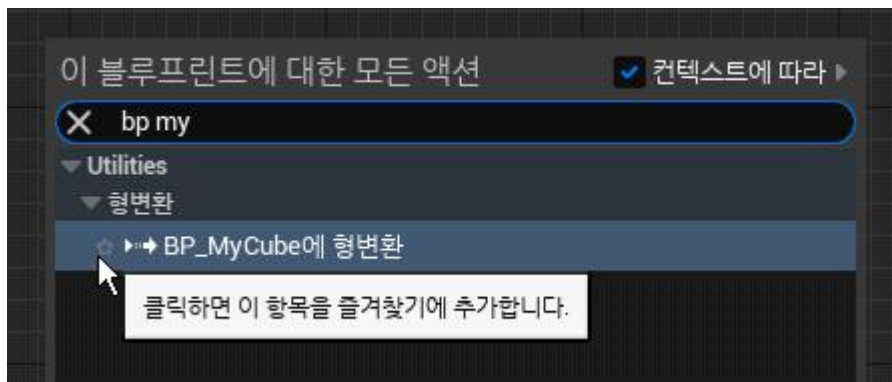 이 블루프린트에 대한 모든 액션 컨텍스트에 따라
bp my
Utilities
형변환
BP_MyCube에 형변환
클릭하면 이 항목을 즐겨찾기에 추가합니다.